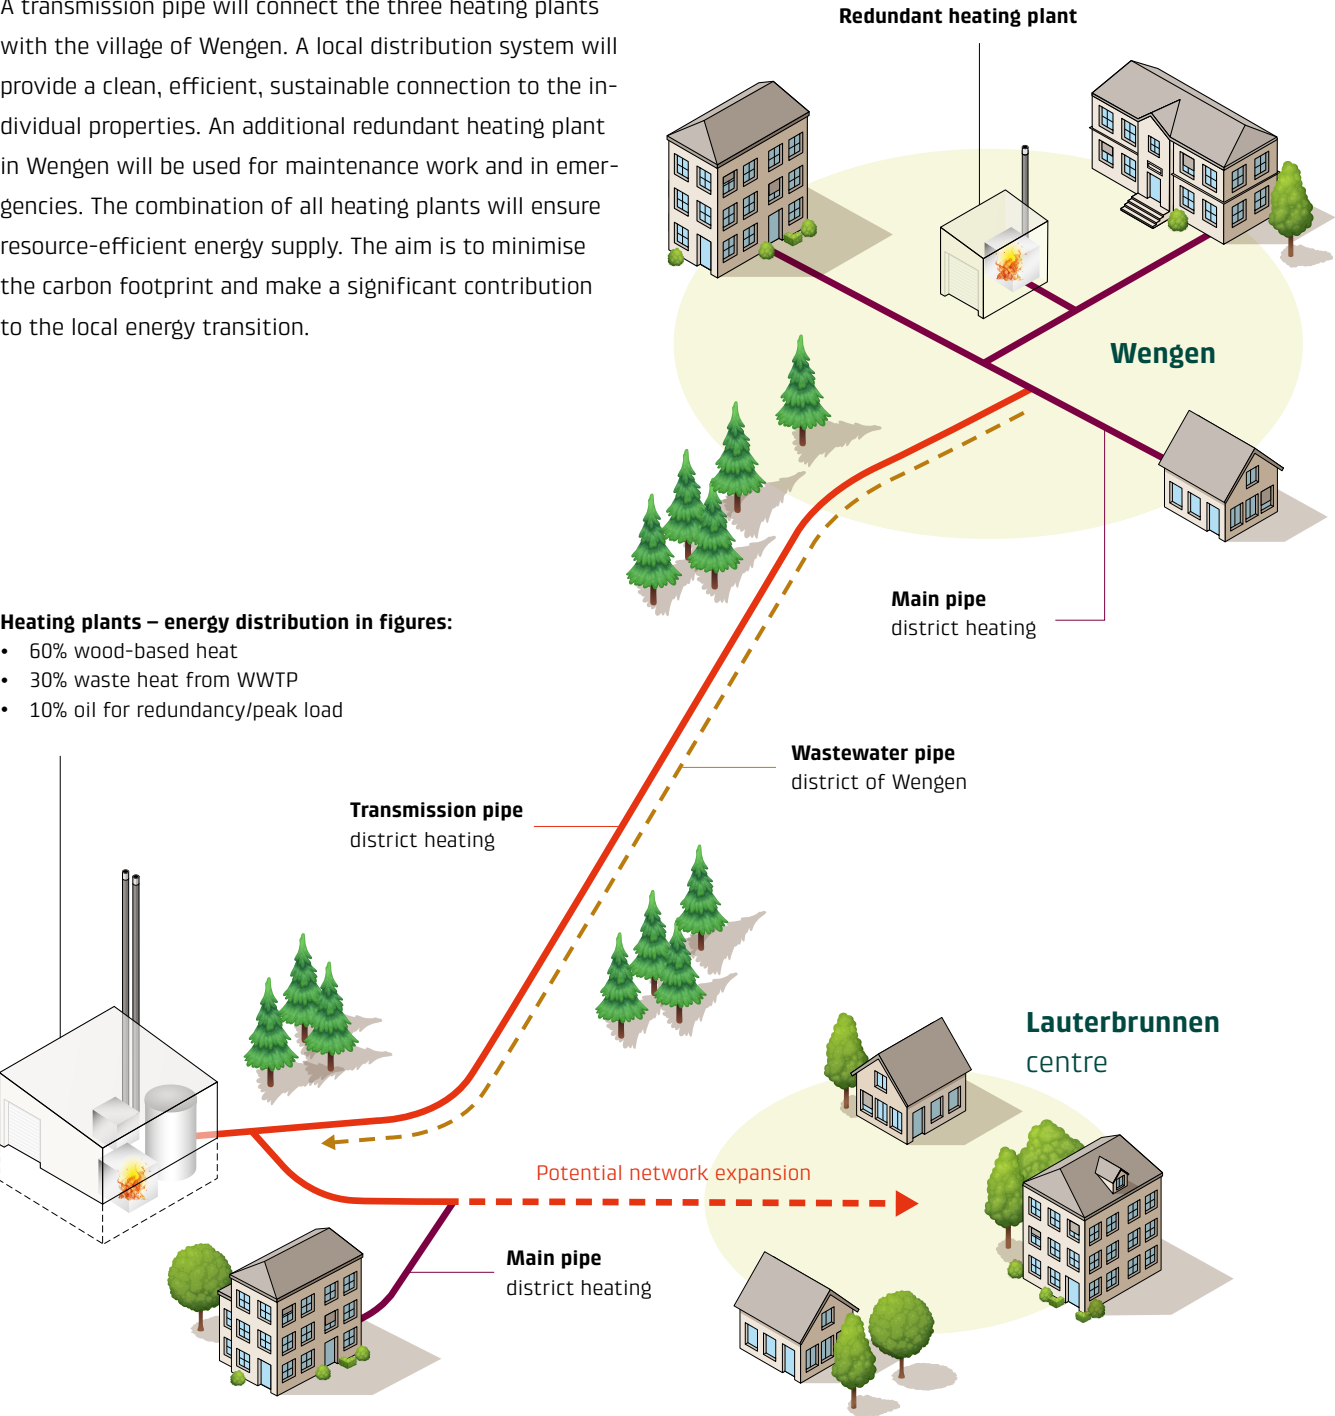 A transmission pipe will connect the three heating plants
with the village of Wengen. A local distribution system will
provide a clean, efficient, sustainable connection to the in-
dividual properties. An additional redundant heating plant
in Wengen will be used for maintenance work and in emer-
gencies. The combination of all heating plants will ensure
resource-efficient energy supply. The aim is to minimise
the carbon footprint and make a significant contribution
to the local energy transition.
Redundant heating plant
Wengen
Main pipe
district heating
Heating plants – energy distribution in figures:
• 60% wood-based heat
• 30% waste heat from WWTP
• 10% oil for redundancy/peak load
Wastewater pipe
district of Wengen
Transmission pipe
district heating
Lauterbrunnen
centre
Potential network expansion
Main pipe
district heating